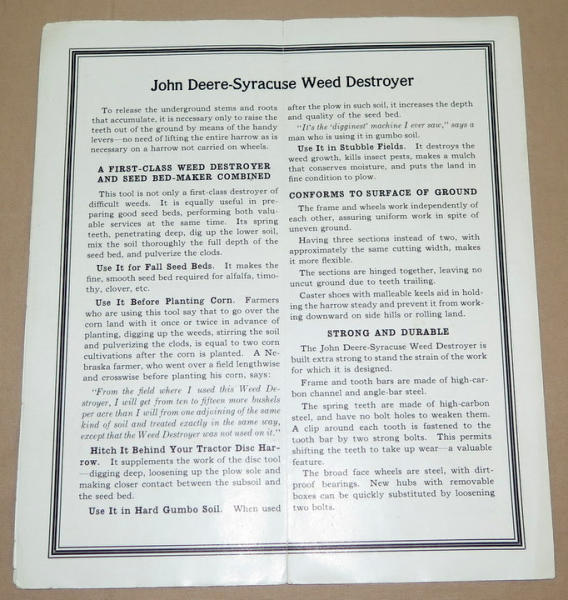 John Deere-Syracuse Weed Destroyer
To release the underground stems and roots
that accumulate, it is necessary only to raise the
teeth out of the ground by means of the handy
levers—no need of lifting the entire harrow as is
necessary on a harrow not carried on wheels.
A FIRST-CLASS WEED DESTROYER
AND SEED BED-MAKER COMBINED
This tool is not only a first-class destroyer of
difficult weeds. It is equally useful in pre-
paring good seed beds, performing both valu-
able services at the same time. Its spring
teeth, penetrating deep, dig up the lower soil,
mix the soil thoroughly the full depth of the
seed bed, and pulverize the clods.
Use It for Fall Seed Beds. It makes the
fine, smooth seed bed required for alfalfa, timo-
thy, clover, etc.
Use It Before Planting Corn. Farmers
who are using this tool say that to go over the
corn land with it once or twice in advance of
planting, digging up the weeds, stirring the soil
and pulverizing the clods, is equal to two corn
cultivations after the corn is planted. A Ne-
braska farmer, who went over a field lengthwise
and crosswise before planting his corn, says:
"From the field where I used this Weed De-
stroyer, I will get from ten to fifteen more bushels
per acre than I will from one adjoining of the same
kind of soil and treated exactly in the same way,
except that the Weed Destroyer was not used on it."
Hitch It Behind Your Tractor Disc Har-
row. It supplements the work of the disc tool
—digging deep, loosening up the plow sole and
making closer contact between the subsoil and
the seed bed.
Use It in Hard Gumbo Soil. When used
after the plow in such soil, it increases the depth
and quality of the seed bed.
"It's the 'digginest' machine I ever saw," says a
man who is using it in gumbo soil.
Use It in Stubble Fields. It destroys the
weed growth, kills insect pests, makes a mulch
that conserves moisture, and puts the land in
fine condition to plow.
CONFORMS TO SURFACE OF GROUND
The frame and wheels work independently of
each other, assuring uniform work in spite of
uneven ground.
Having three sections instead of two, with
approximately the same cutting width, makes
it more flexible.
The sections are hinged together, leaving no
uncut ground due to teeth trailing.
Caster shoes with malleable keels aid in hold-
ing the harrow steady and prevent it from work-
ing downward on side hills or rolling land.
STRONG AND DURABLE
The John Deere-Syracuse Weed Destroyer is
built extra strong to stand the strain of the work
for which it is designed.
Frame and tooth bars are made of high-car-
bon channel and angle-bar steel.
The spring teeth are made of high-carbon
steel, and have no bolt holes to weaken them.
A clip around each tooth is fastened to the
tooth bar by two strong bolts. This permits
shifting the teeth to take up wear—a valuable
feature.
The broad face wheels are steel, with dirt-
proof bearings. New hubs with removable
boxes can be quickly substituted by loosening
two bolts.